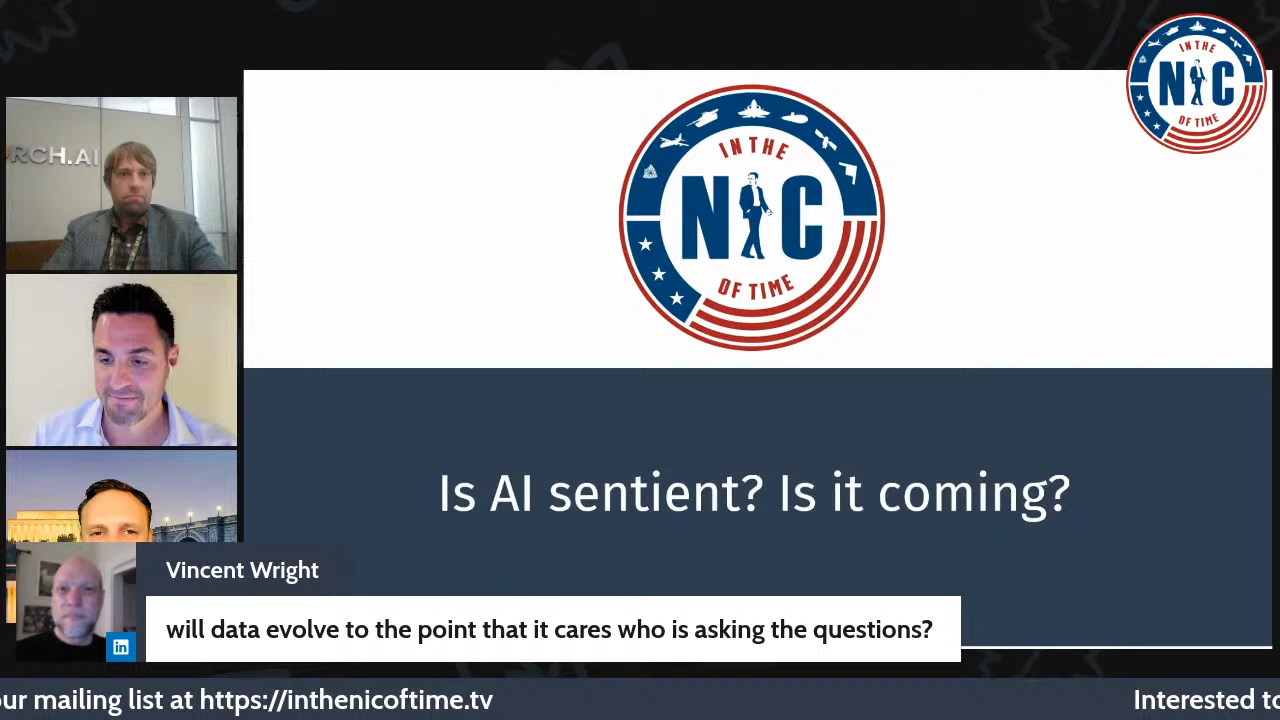 IN THE
NIC
OF TIME
IN THE
NIC
OF TIME
RCH.AI
Is AI sentient? Is it coming?
Vincent Wright
in
will data evolve to the point that it cares who is asking the questions?
ur mailing list at https://inthenicoftime.tv
Interested to